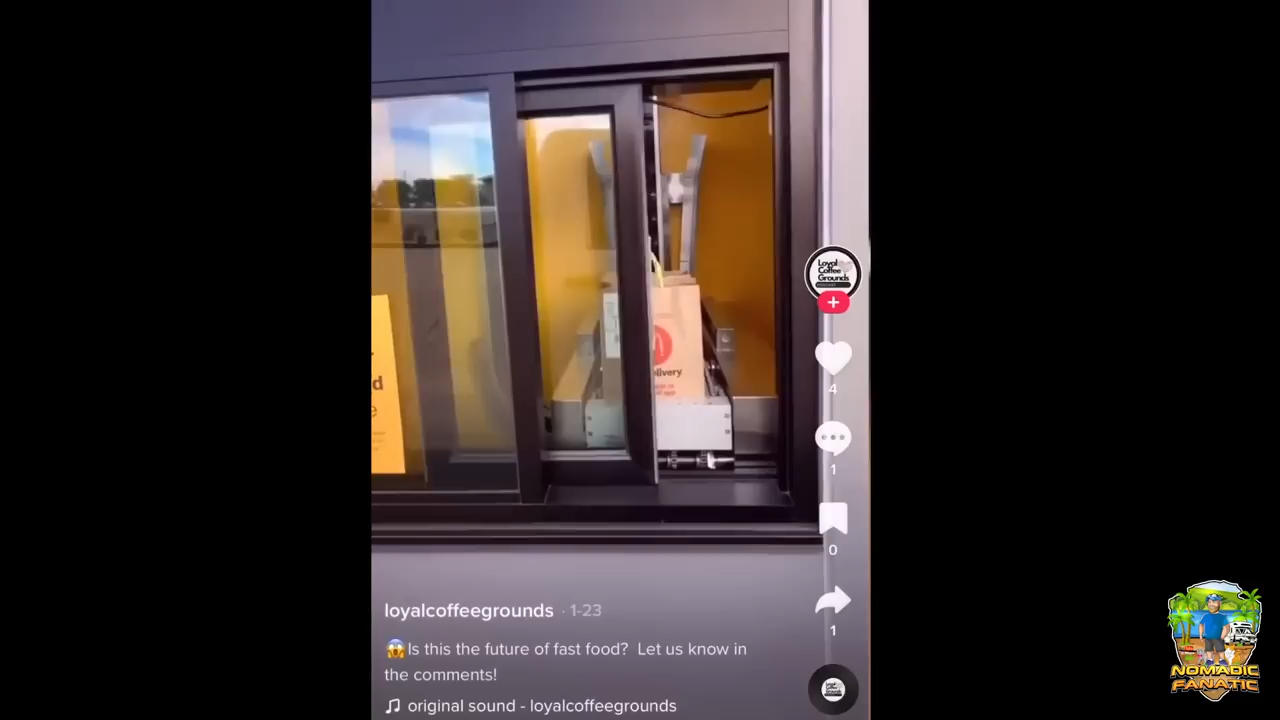 d
e
livery
Loyal
Coffee
Grounds
4
1
0
1
loyalcoffeegrounds · 1-23
😱Is this the future of fast food? Let us know in
the comments!
original sound - loyalcoffeegrounds
NOMADIC
FANATIC